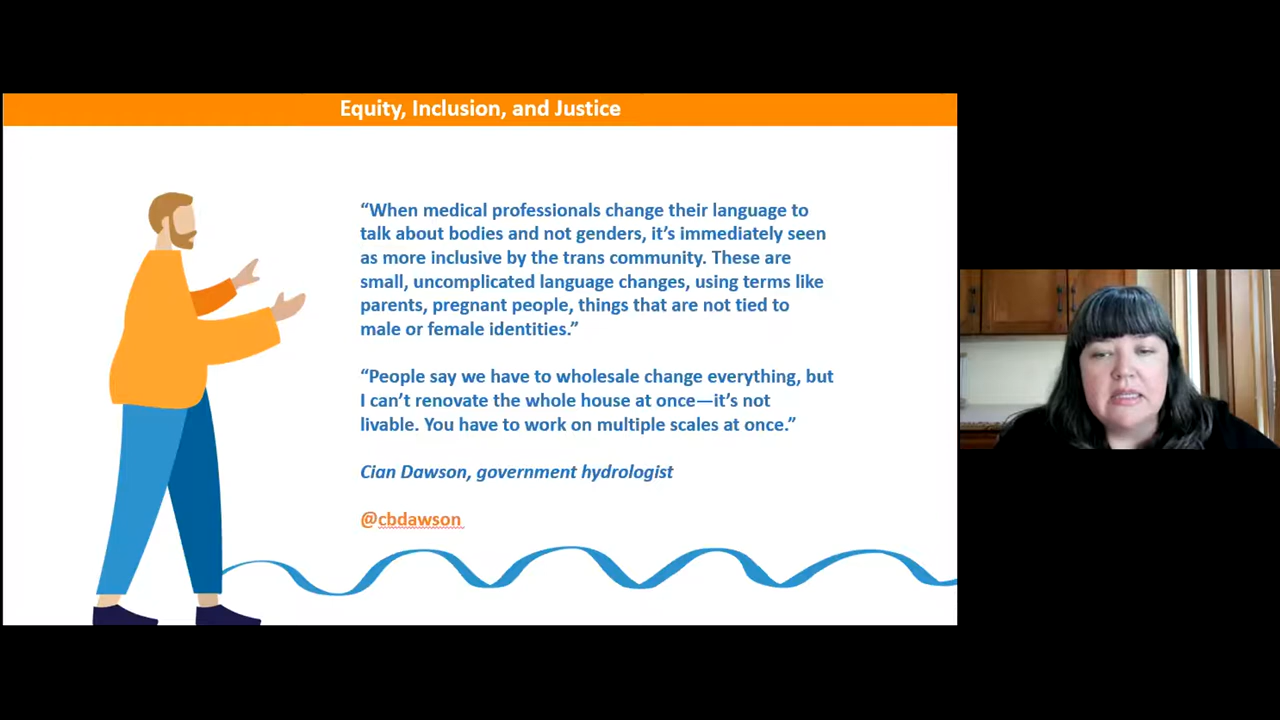 Equity, Inclusion, and Justice
“When medical professionals change their language to
talk about bodies and not genders, it’s immediately seen
as more inclusive by the trans community. These are
small, uncomplicated language changes, using terms like
parents, pregnant people, things that are not tied to
male or female identities.”
“People say we have to wholesale change everything, but
I can’t renovate the whole house at once—it’s not
livable. You have to work on multiple scales at once.”
Cian Dawson, government hydrologist
@cbdawson